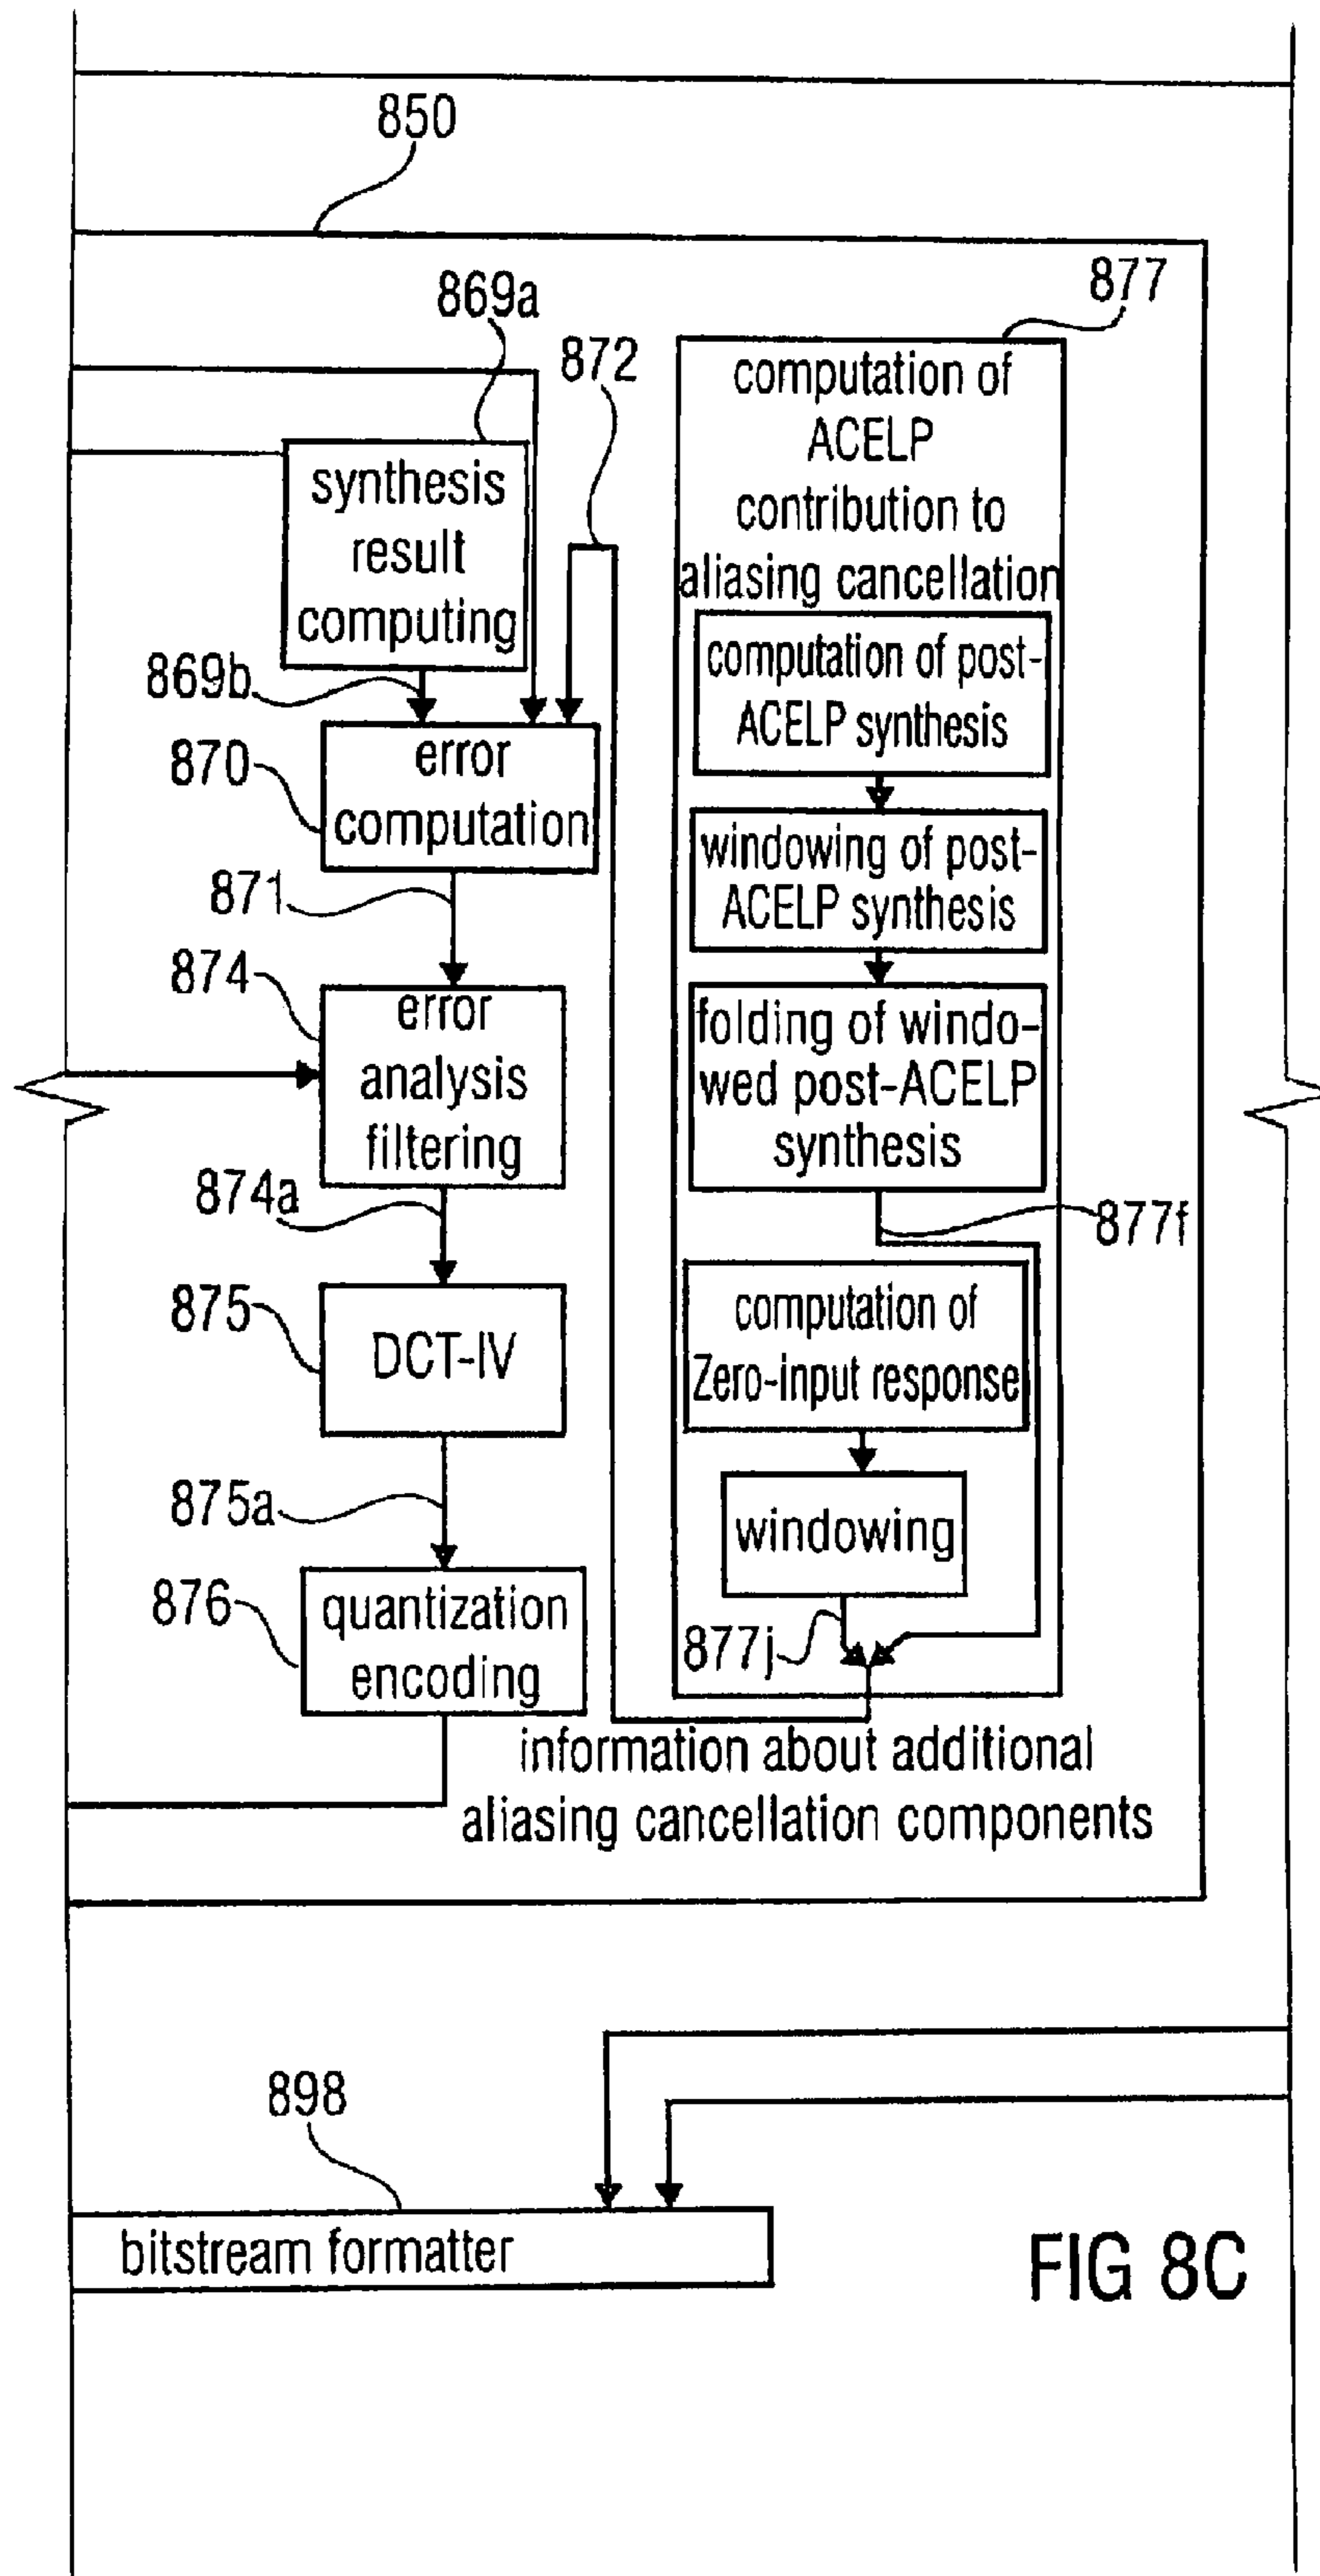 850
869a
872
877
synthesis
result
computing
869b
870
error
computation
871
874
error
analysis
filtering
874a
875
DCT-IV
875a
876
quantization
encoding
computation of
ACELP
contribution to
aliasing cancellation
computation of post-
ACELP synthesis
windowing of post-
ACELP synthesis
folding of windo-
wed post-ACELP
synthesis
877f
computation of
Zero-input response
windowing
877j
information about additional
aliasing cancellation components
898
bitstream formatter
FIG 8C